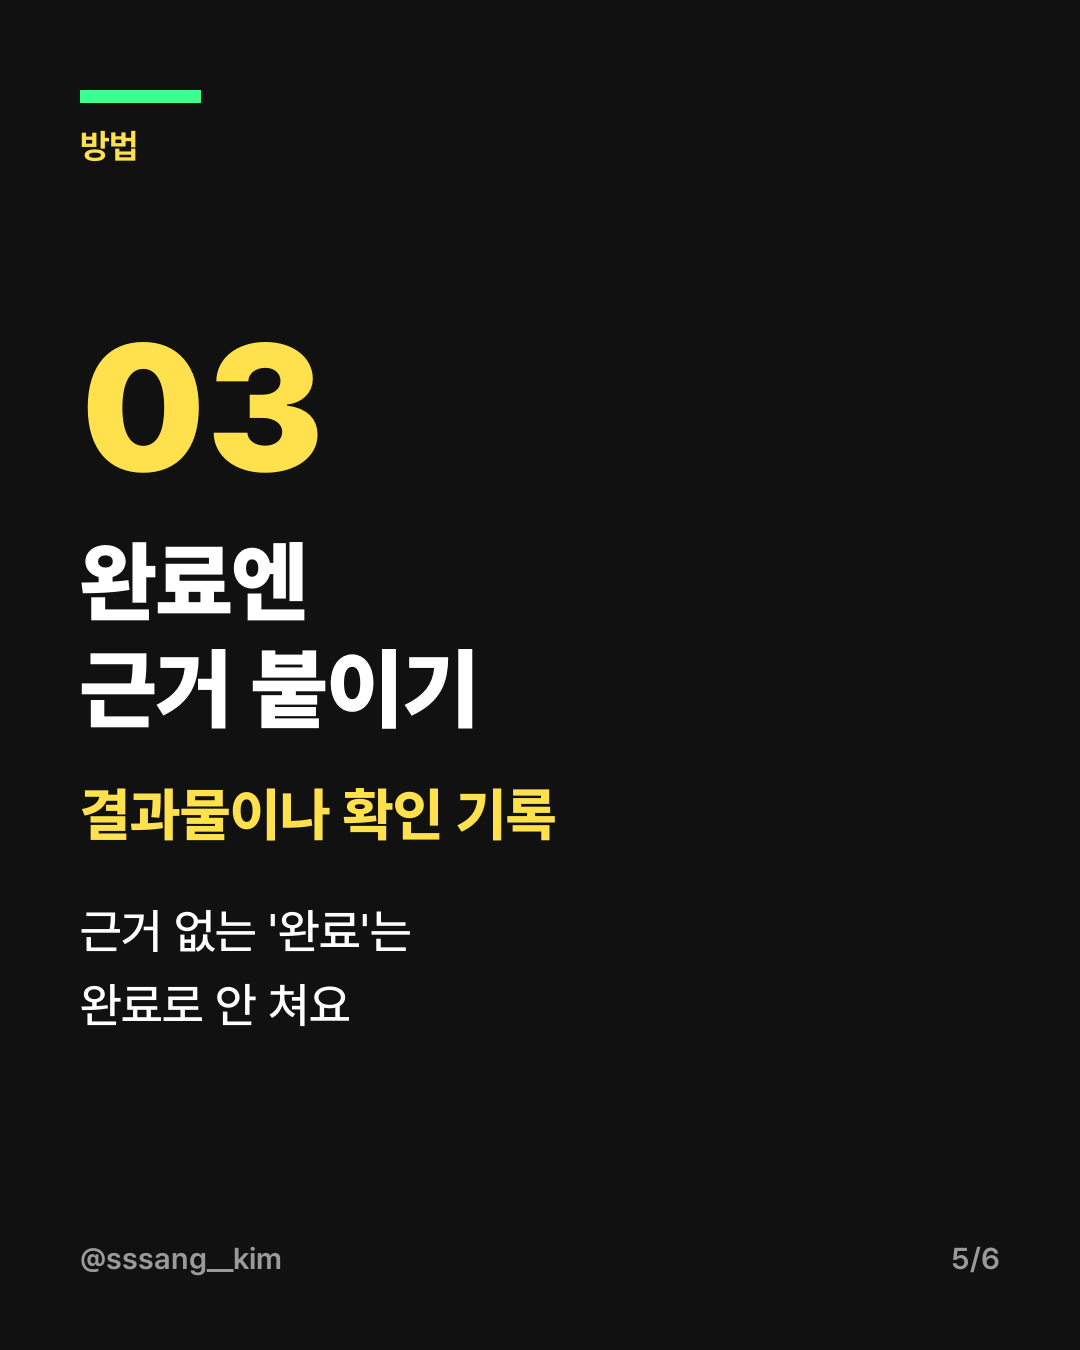 방법
03
완료엔
근거 붙이기
결과물이나 확인 기록
근거 없는 '완료'는
완료로 안 쳐요
@sssang__kim
5/6